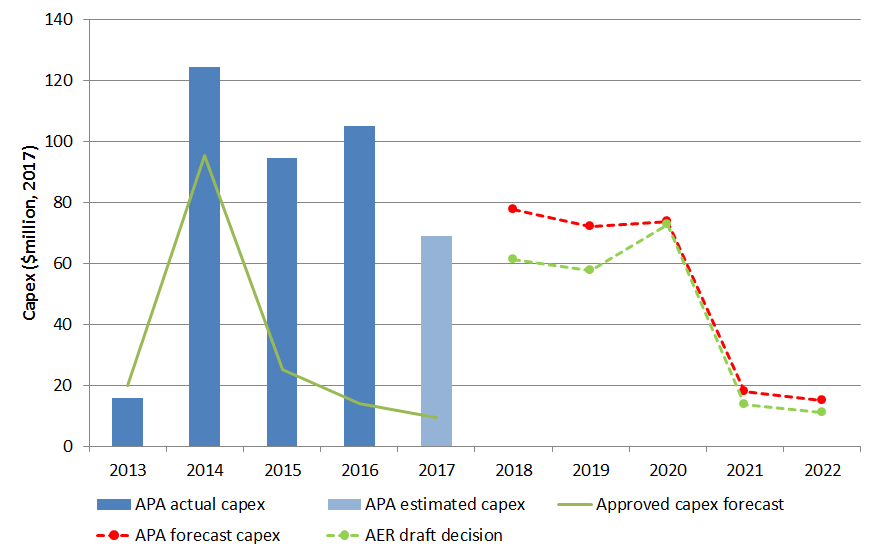 140
120
100
80
60
40
20
0
Capex ($million, 2017)
2013 2014 2015 2016 2017 2018 2019 2020 2021 2022
APA actual capex APA estimated capex Approved capex forecast
APA forecast capex AER draft decision